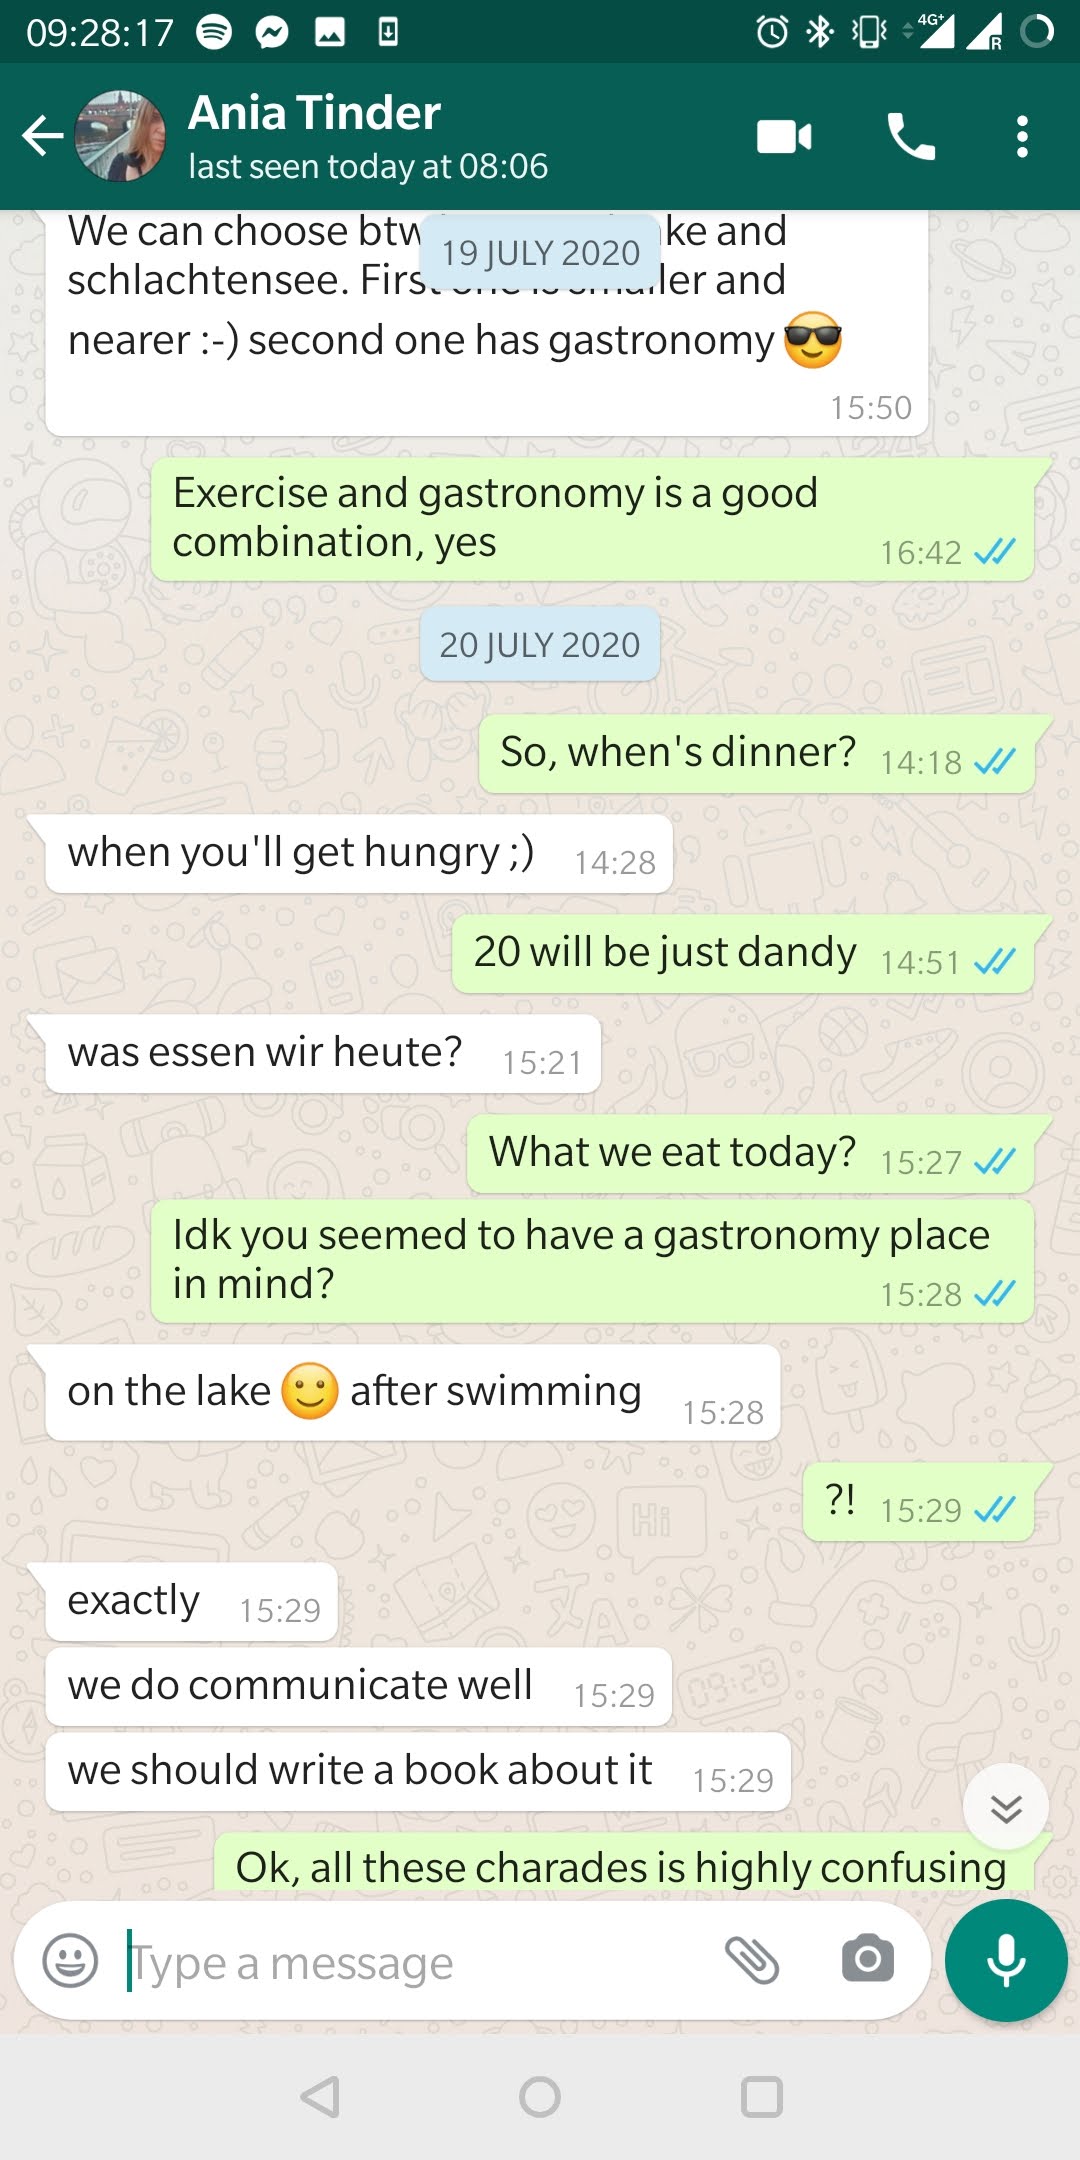 09:28:17
4G+
R
Ania Tinder
last seen today at 08:06
We can choose btw ke and
19 JULY 2020
schlachtensee. First one is smaller and
nearer :-) second one has gastronomy 😎
15:50
Exercise and gastronomy is a good
combination, yes
16:42
20 JULY 2020
So, when's dinner? 14:18
when you'll get hungry ;) 14:28
20 will be just dandy 14:51
was essen wir heute? 15:21
What we eat today? 15:27
Idk you seemed to have a gastronomy place
in mind?
15:28
on the lake 🙂 after swimming 15:28
?! 15:29
exactly 15:29
we do communicate well 15:29
we should write a book about it 15:29
Ok, all these charades is highly confusing
Type a message